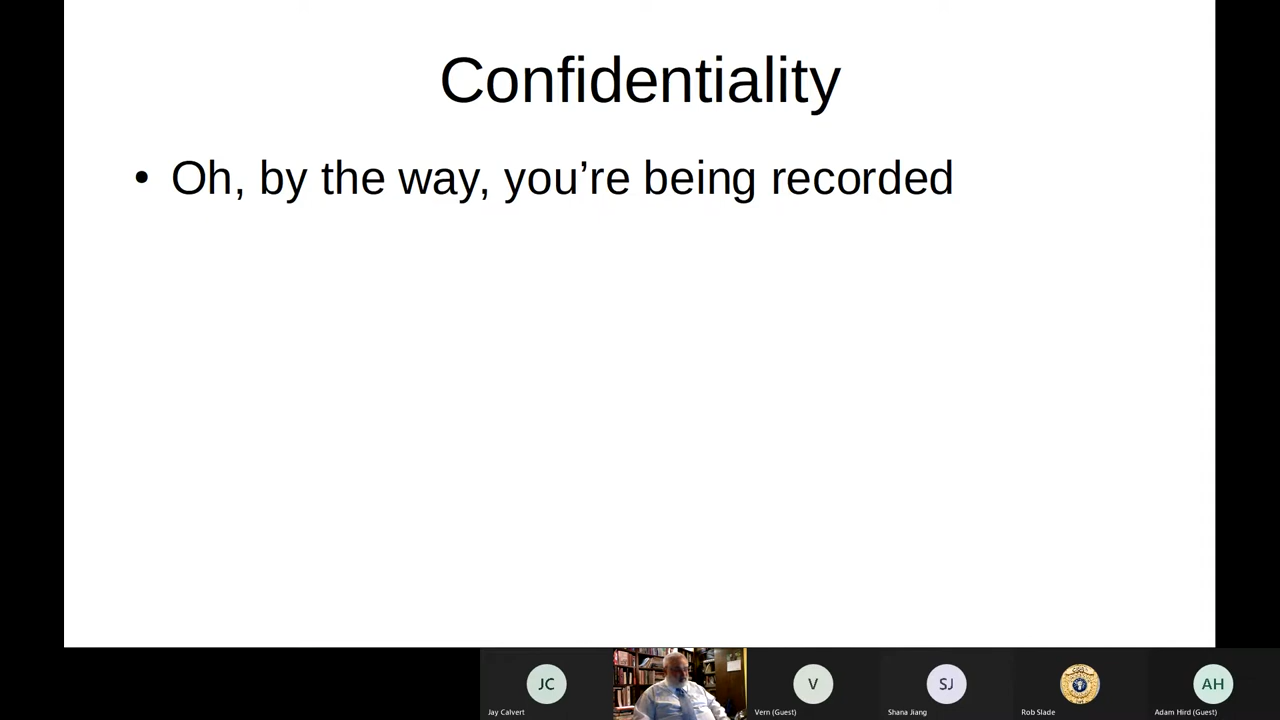 Confidentiality
• Oh, by the way, you’re being recorded
JC
V
SJ
AH
Jay Calvert
Vern (Guest)
Shana Jiang
Rob Slade
Adam Hird (Guest)